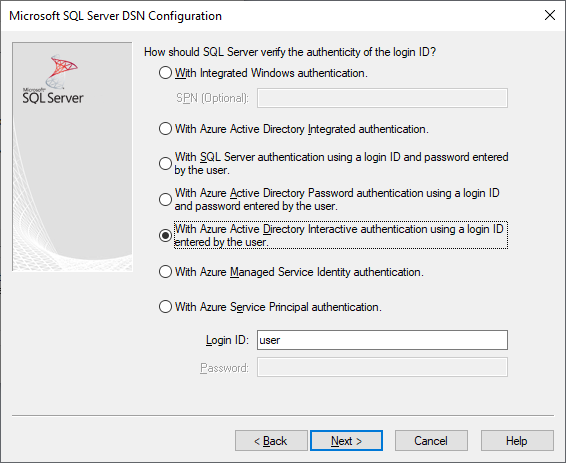 Microsoft SQL Server DSN Configuration
Microsoft
SQL Server
How should SQL Server verify the authenticity of the login ID?
With Integrated Windows authentication.
SPN (Optional):
With Azure Active Directory Integrated authentication.
With SQL Server authentication using a login ID and password entered
by the user.
With Azure Active Directory Password authentication using a login ID
and password entered by the user.
With Azure Active Directory Interactive authentication using a login ID
entered by the user.
With Azure Managed Service Identity authentication.
With Azure Service Principal authentication.
Login ID: user
Password:
< Back Next > Cancel Help